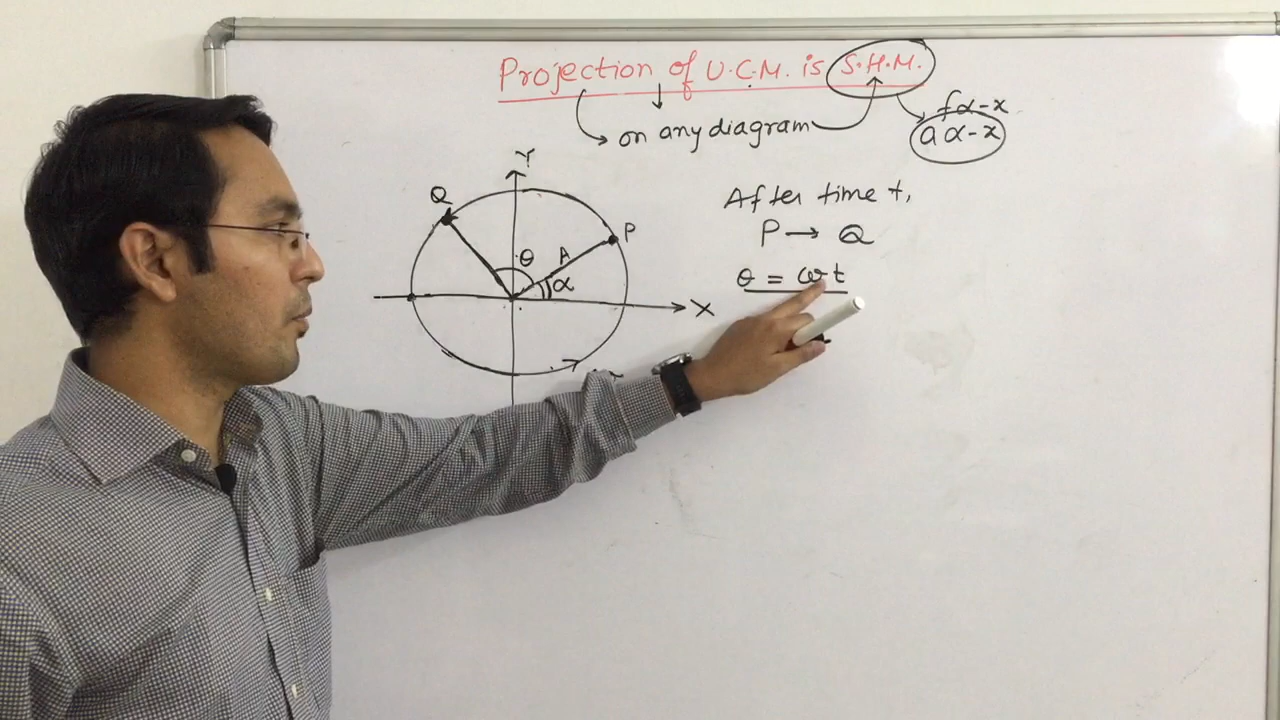 Projection of U.C.M. is S.H.M.
on any diagram
f α - x
a α - x
Y
Q
P
θ
A
α
X
After time t,
P → Q
θ = ωt